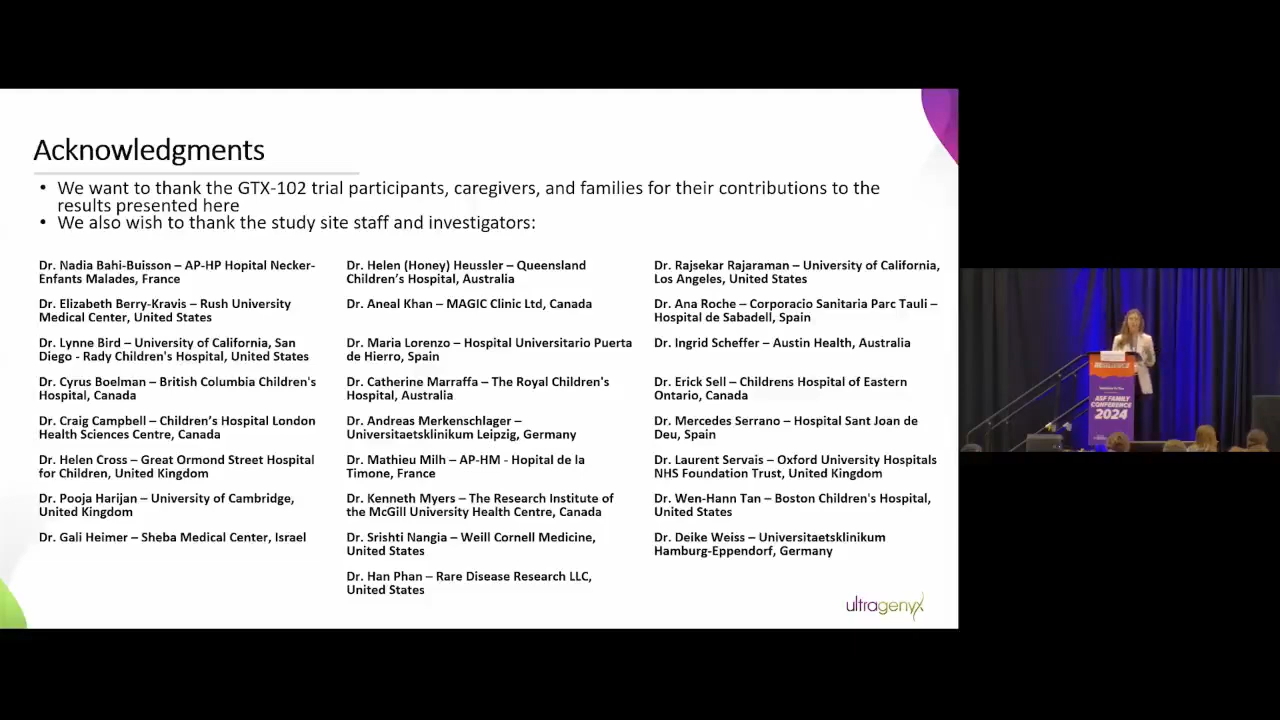 Acknowledgments
• We want to thank the GTX-102 trial participants, caregivers, and families for their contributions to the
results presented here
• We also wish to thank the study site staff and investigators:
Dr. Nadia Bahi-Buisson – AP-HP Hopital Necker-
Enfants Malades, France
Dr. Elizabeth Berry-Kravis – Rush University
Medical Center, United States
Dr. Lynne Bird – University of California, San
Diego - Rady Children's Hospital, United States
Dr. Cyrus Boelman – British Columbia Children's
Hospital, Canada
Dr. Craig Campbell – Children’s Hospital London
Health Sciences Centre, Canada
Dr. Helen Cross – Great Ormond Street Hospital
for Children, United Kingdom
Dr. Pooja Harijan – University of Cambridge,
United Kingdom
Dr. Gali Heimer – Sheba Medical Center, Israel
Dr. Helen (Honey) Heussler – Queensland
Children’s Hospital, Australia
Dr. Aneal Khan – MAGIC Clinic Ltd, Canada
Dr. Maria Lorenzo – Hospital Universitario Puerta
de Hierro, Spain
Dr. Catherine Marraffa – The Royal Children's
Hospital, Australia
Dr. Andreas Merkenschlager –
Universitaetsklinikum Leipzig, Germany
Dr. Mathieu Milh – AP-HM - Hopital de la
Timone, France
Dr. Kenneth Myers – The Research Institute of
the McGill University Health Centre, Canada
Dr. Srishti Nangia – Weill Cornell Medicine,
United States
Dr. Han Phan – Rare Disease Research LLC,
United States
Dr. Rajsekar Rajaraman – University of California,
Los Angeles, United States
Dr. Ana Roche – Corporacio Sanitaria Parc Tauli –
Hospital de Sabadell, Spain
Dr. Ingrid Scheffer – Austin Health, Australia
Dr. Erick Sell – Childrens Hospital of Eastern
Ontario, Canada
Dr. Mercedes Serrano – Hospital Sant Joan de
Deu, Spain
Dr. Laurent Servais – Oxford University Hospitals
NHS Foundation Trust, United Kingdom
Dr. Wen-Hann Tan – Boston Children's Hospital,
United States
Dr. Deike Weiss – Universitaetsklinikum
Hamburg-Eppendorf, Germany
ultragenyx
RESILIENCE
ASF FAMILY
CONFERENCE
2024